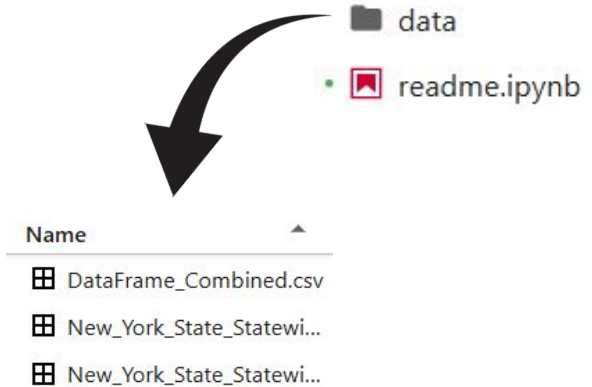 data
readme.ipynb
Name
DataFrame_Combined.csv
New_York_State_Statewi...
New_York_State_Statewi...